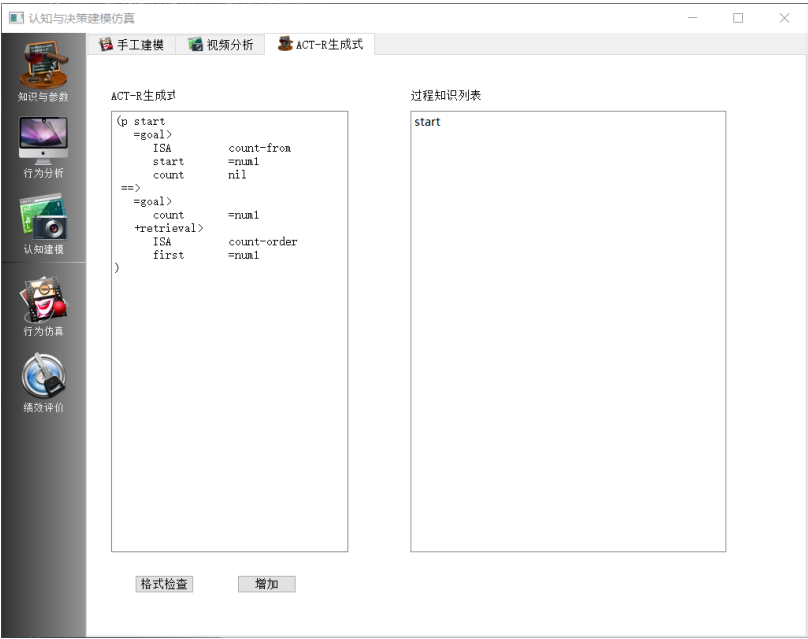 认知与决策建模仿真
手工建模
视频分析
ACT-R生成式
知识与参数
行为分析
认知建模
行为仿真
绩效评价
ACT-R生成式
(p start
=goal>
ISA count-from
start =num1
count nil
==>
=goal>
count =num1
+retrieval>
ISA count-order
first =num1
)
过程知识列表
start
格式检查
增加